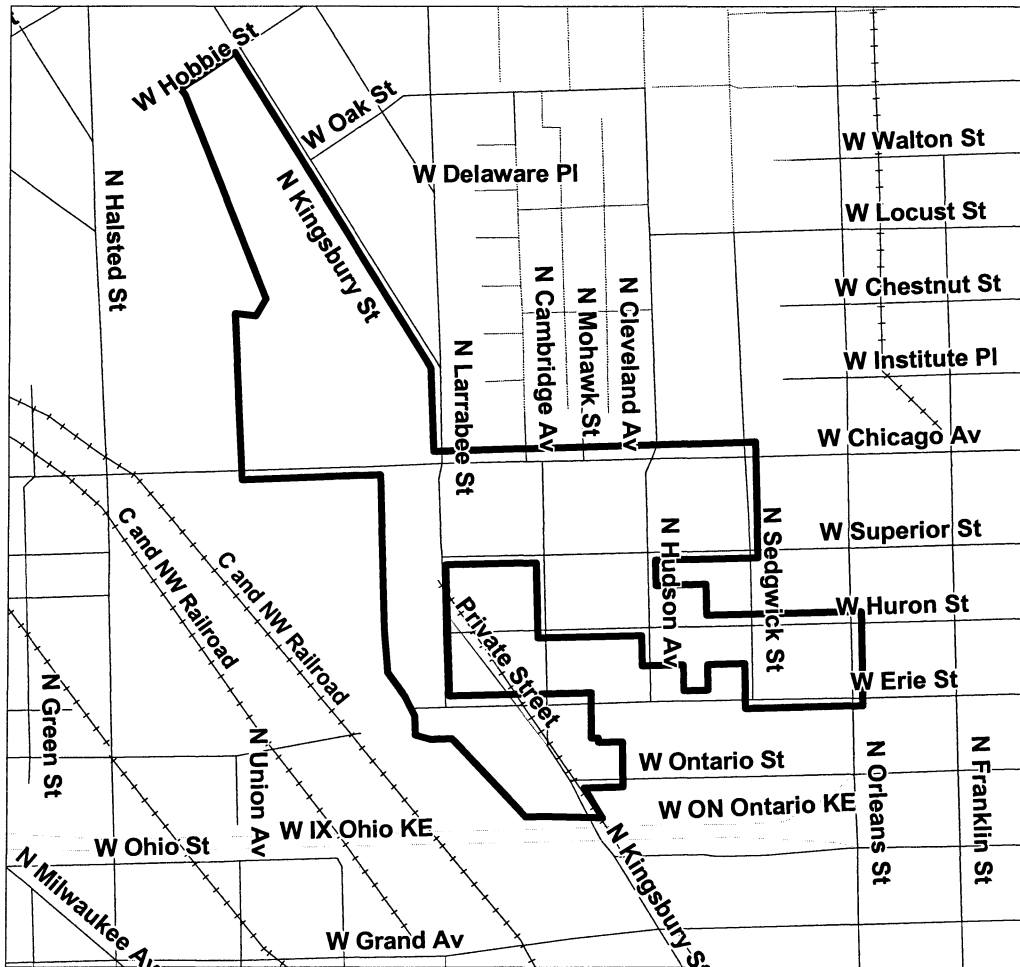 W Hobbie St
W Oak St
W Walton St
W Delaware Pl
N Halsted St
N Kingsbury St
W Locust St
N Cambridge Av
N Mohawk St
N Cleveland Av
W Chestnut St
N Larrabee St
W Institute Pl
W Chicago Av
C and NW Railroad
C and NW Railroad
N Hudson Av
N Sedgwick St
W Superior St
Private Street
W Huron St
N Green St
W Erie St
N Union Av
W Ontario St
N Orleans St
N Franklin St
W ON Ontario KE
W IX Ohio KE
W Ohio St
N Kingsbury St
N Milwaukee Av
W Grand Av